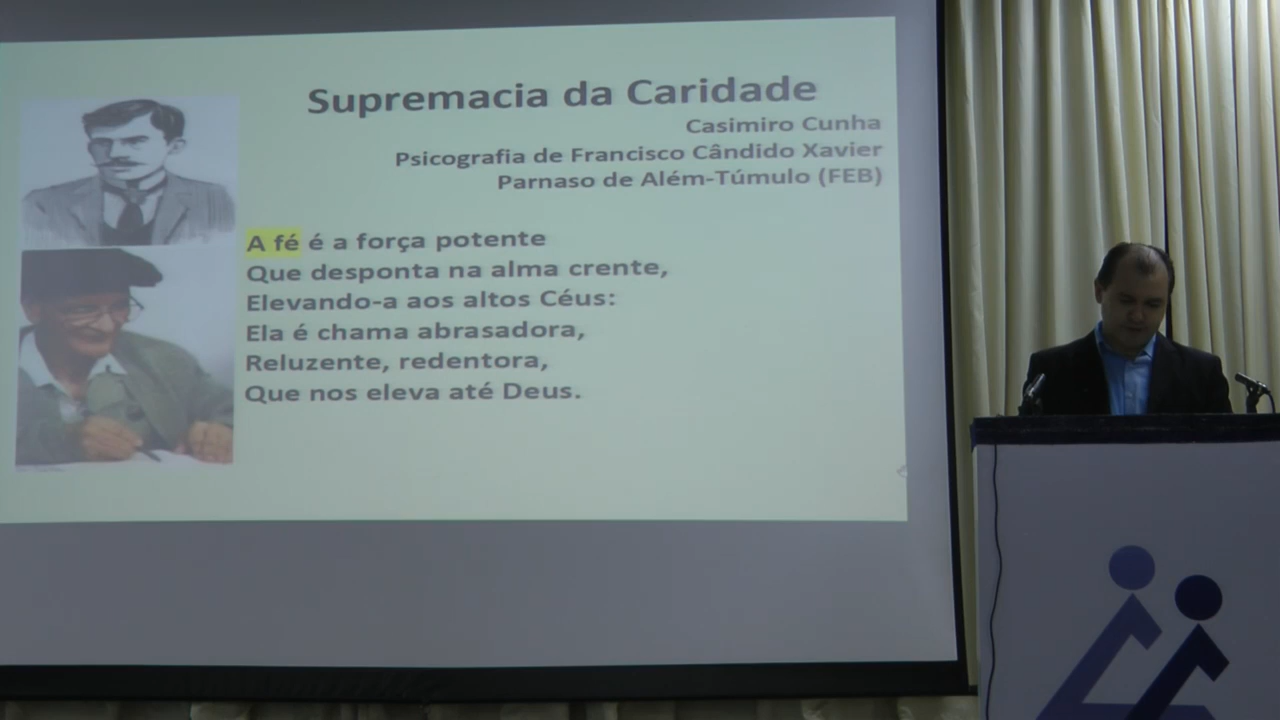 Supremacia da Caridade
Casimiro Cunha
Psicografia de Francisco Cândido Xavier
Parnaso de Além-Túmulo (FEB)
A fé é a força potente
Que desponta na alma crente,
Elevando-a aos altos Céus:
Ela é chama abrasadora,
Reluzente, redentora,
Que nos eleva até Deus.